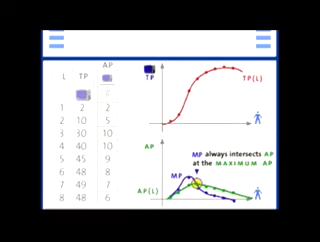 AP
L TP
TP
TP(L)
1 2 2
2 10 5
3 30 10
4 40 10
5 45 9
6 48 8
7 49 7
8 48 6
AP
MP always intersects AP
at the MAXIMUM AP
MP
AP(L)